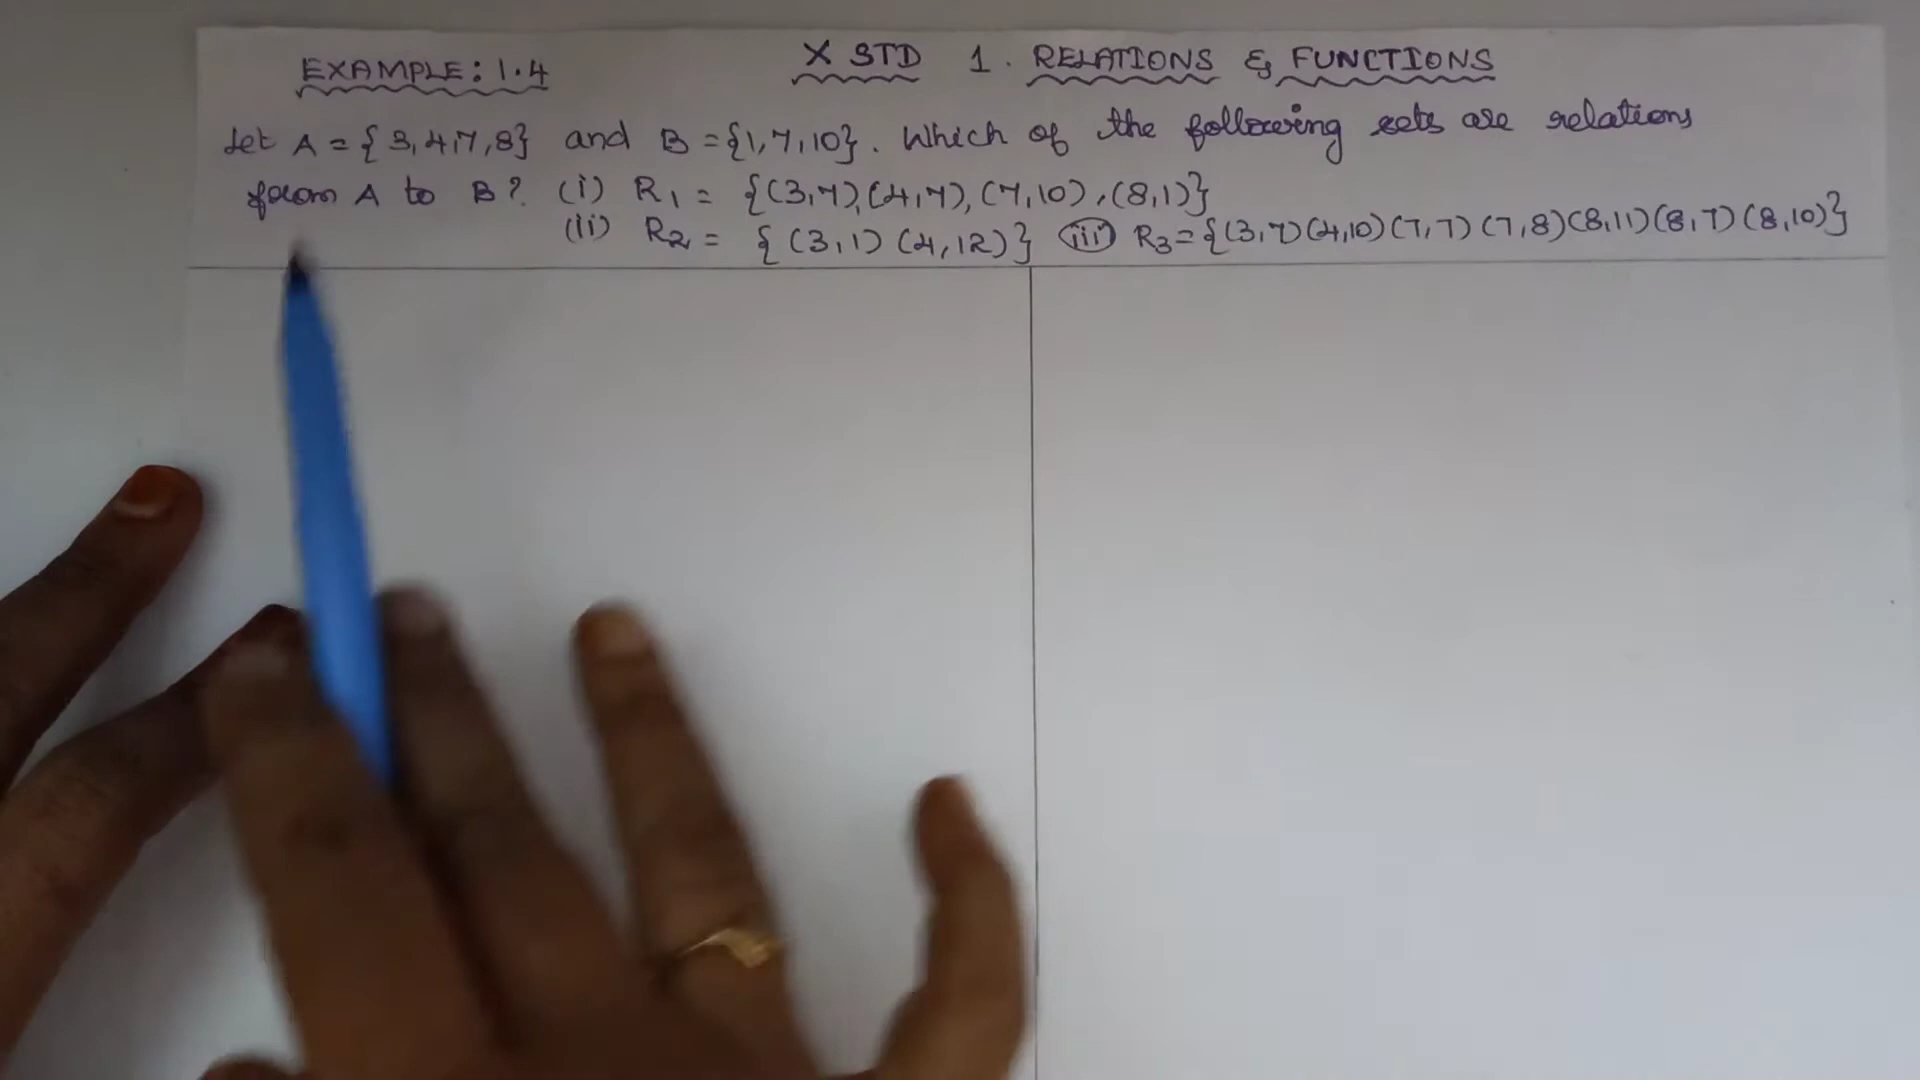 EXAMPLE: 1.4 X STD 1. RELATIONS & FUNCTIONS
Let A = {3,4,7,8} and B = {1,7,10}. Which of the following sets are relations
from A to B? (i) R1 = {(3,7),(4,7),(7,10),(8,1)}
(ii) R2 = {(3,1)(4,12)} (iii) R3={(3,7)(4,10)(7,7)(7,8)(8,11)(8,7)(8,10)}